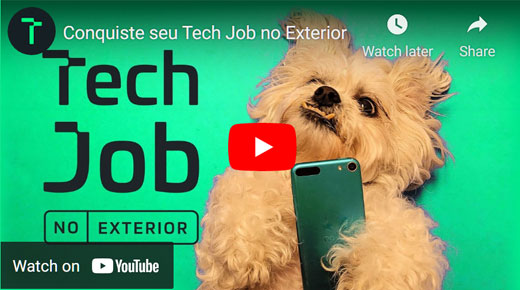 Conquiste seu Tech Job no Exterior
Watch later
Share
Tech
Job
NO EXTERIOR
Watch on YouTube